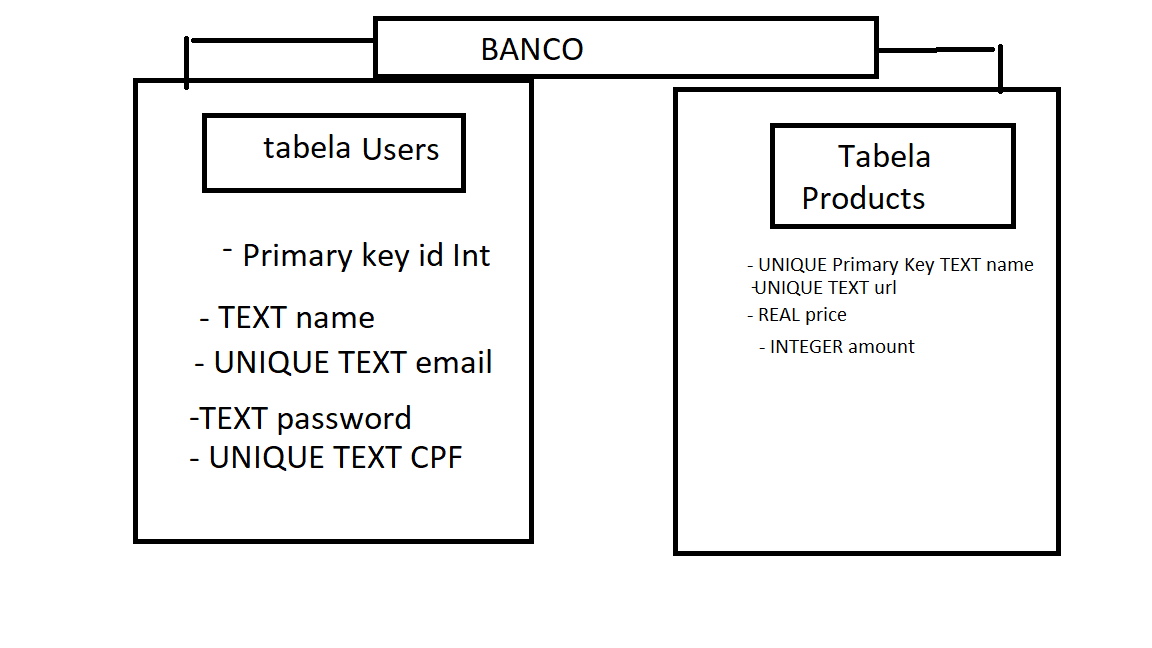 BANCO
tabela Users
- Primary key id Int
- TEXT name
- UNIQUE TEXT email
-TEXT password
- UNIQUE TEXT CPF
Tabela
Products
- UNIQUE Primary Key TEXT name
-UNIQUE TEXT url
- REAL price
- INTEGER amount